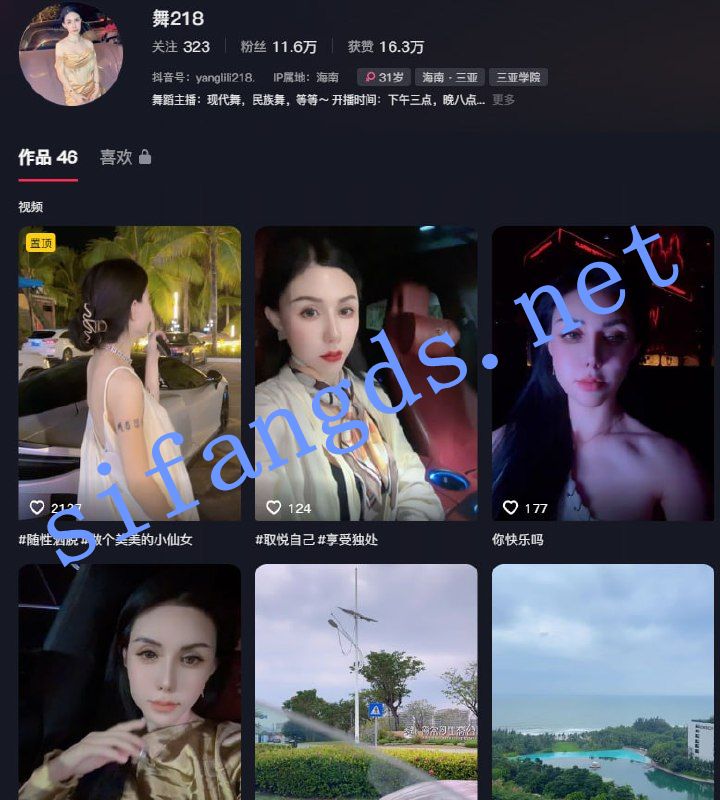 舞218
关注 323 粉丝 11.6万 获赞 16.3万
抖音号：yanglili218. IP属地：海南 31岁 海南·三亚 三亚学院
舞蹈主播：现代舞，民族舞，等等～ 开播时间：下午三点，晚八点... 更多
作品 46 喜欢
视频
置顶
sifangds.net
2127 124 177
#随性洒脱 #做个美美的小仙女 #取悦自己 #享受独处 你快乐吗